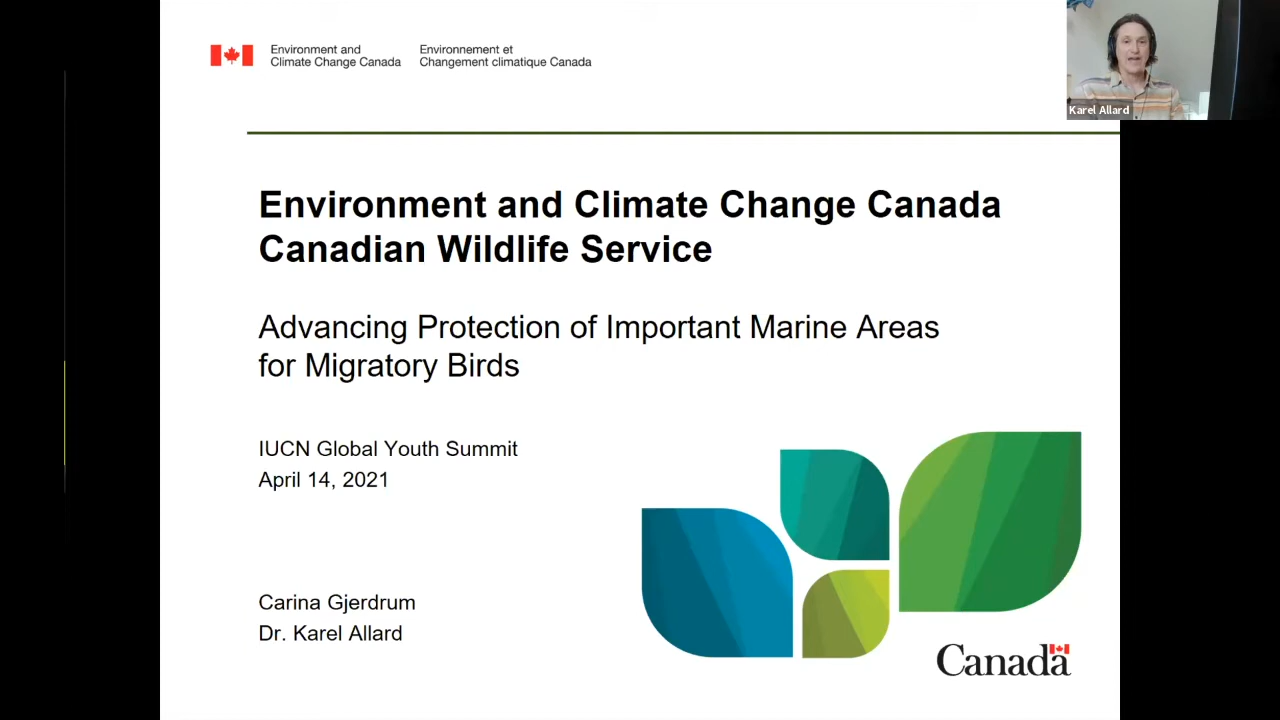 Environment and
Climate Change Canada
Environnement et
Changement climatique Canada
Karel Allard
Environment and Climate Change Canada
Canadian Wildlife Service
Advancing Protection of Important Marine Areas
for Migratory Birds
IUCN Global Youth Summit
April 14, 2021
Carina Gjerdrum
Dr. Karel Allard
Canada